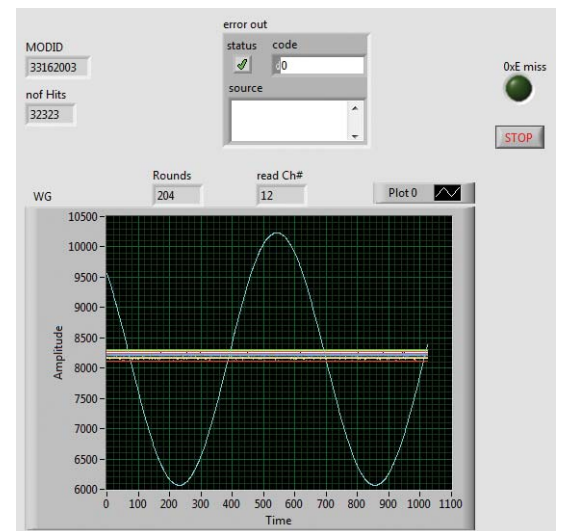 error out
status code
d0
source
MODID
33162003
nof Hits
32323
0xE miss
STOP
Rounds
204
read Ch#
12
Plot 0
WG
10500
10000
9500
9000
8500
8000
7500
7000
6500
6000
Amplitude
0 100 200 300 400 500 600 700 800 900 1000 1100
Time